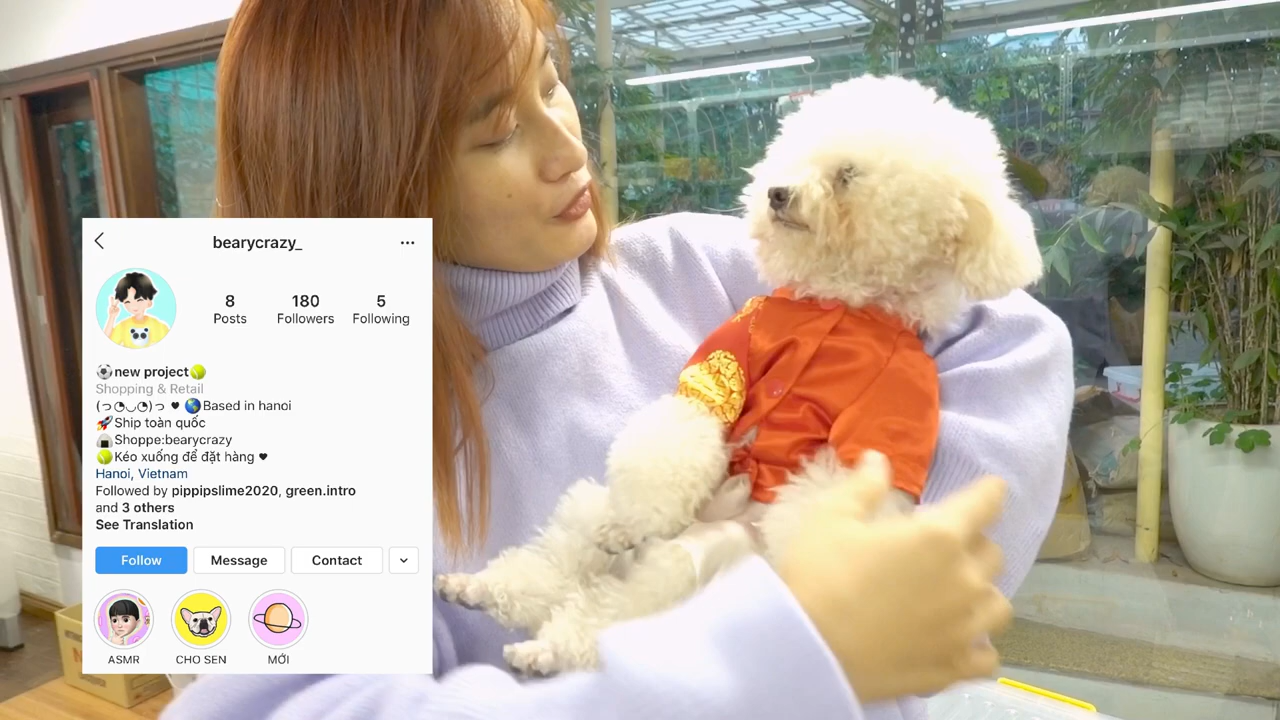 bearycrazy_
8 180 5
Posts Followers Following
⚽new project🎾
Shopping & Retail
(っ◔◡◔)っ ♥ 🌎Based in hanoi
🚀Ship toàn quốc
🍙Shoppe:bearycrazy
🎾Kéo xuống để đặt hàng ♥
Hanoi, Vietnam
Followed by pippipslime2020, green.intro
and 3 others
See Translation
Follow Message Contact
ASMR CHO SEN MỚI